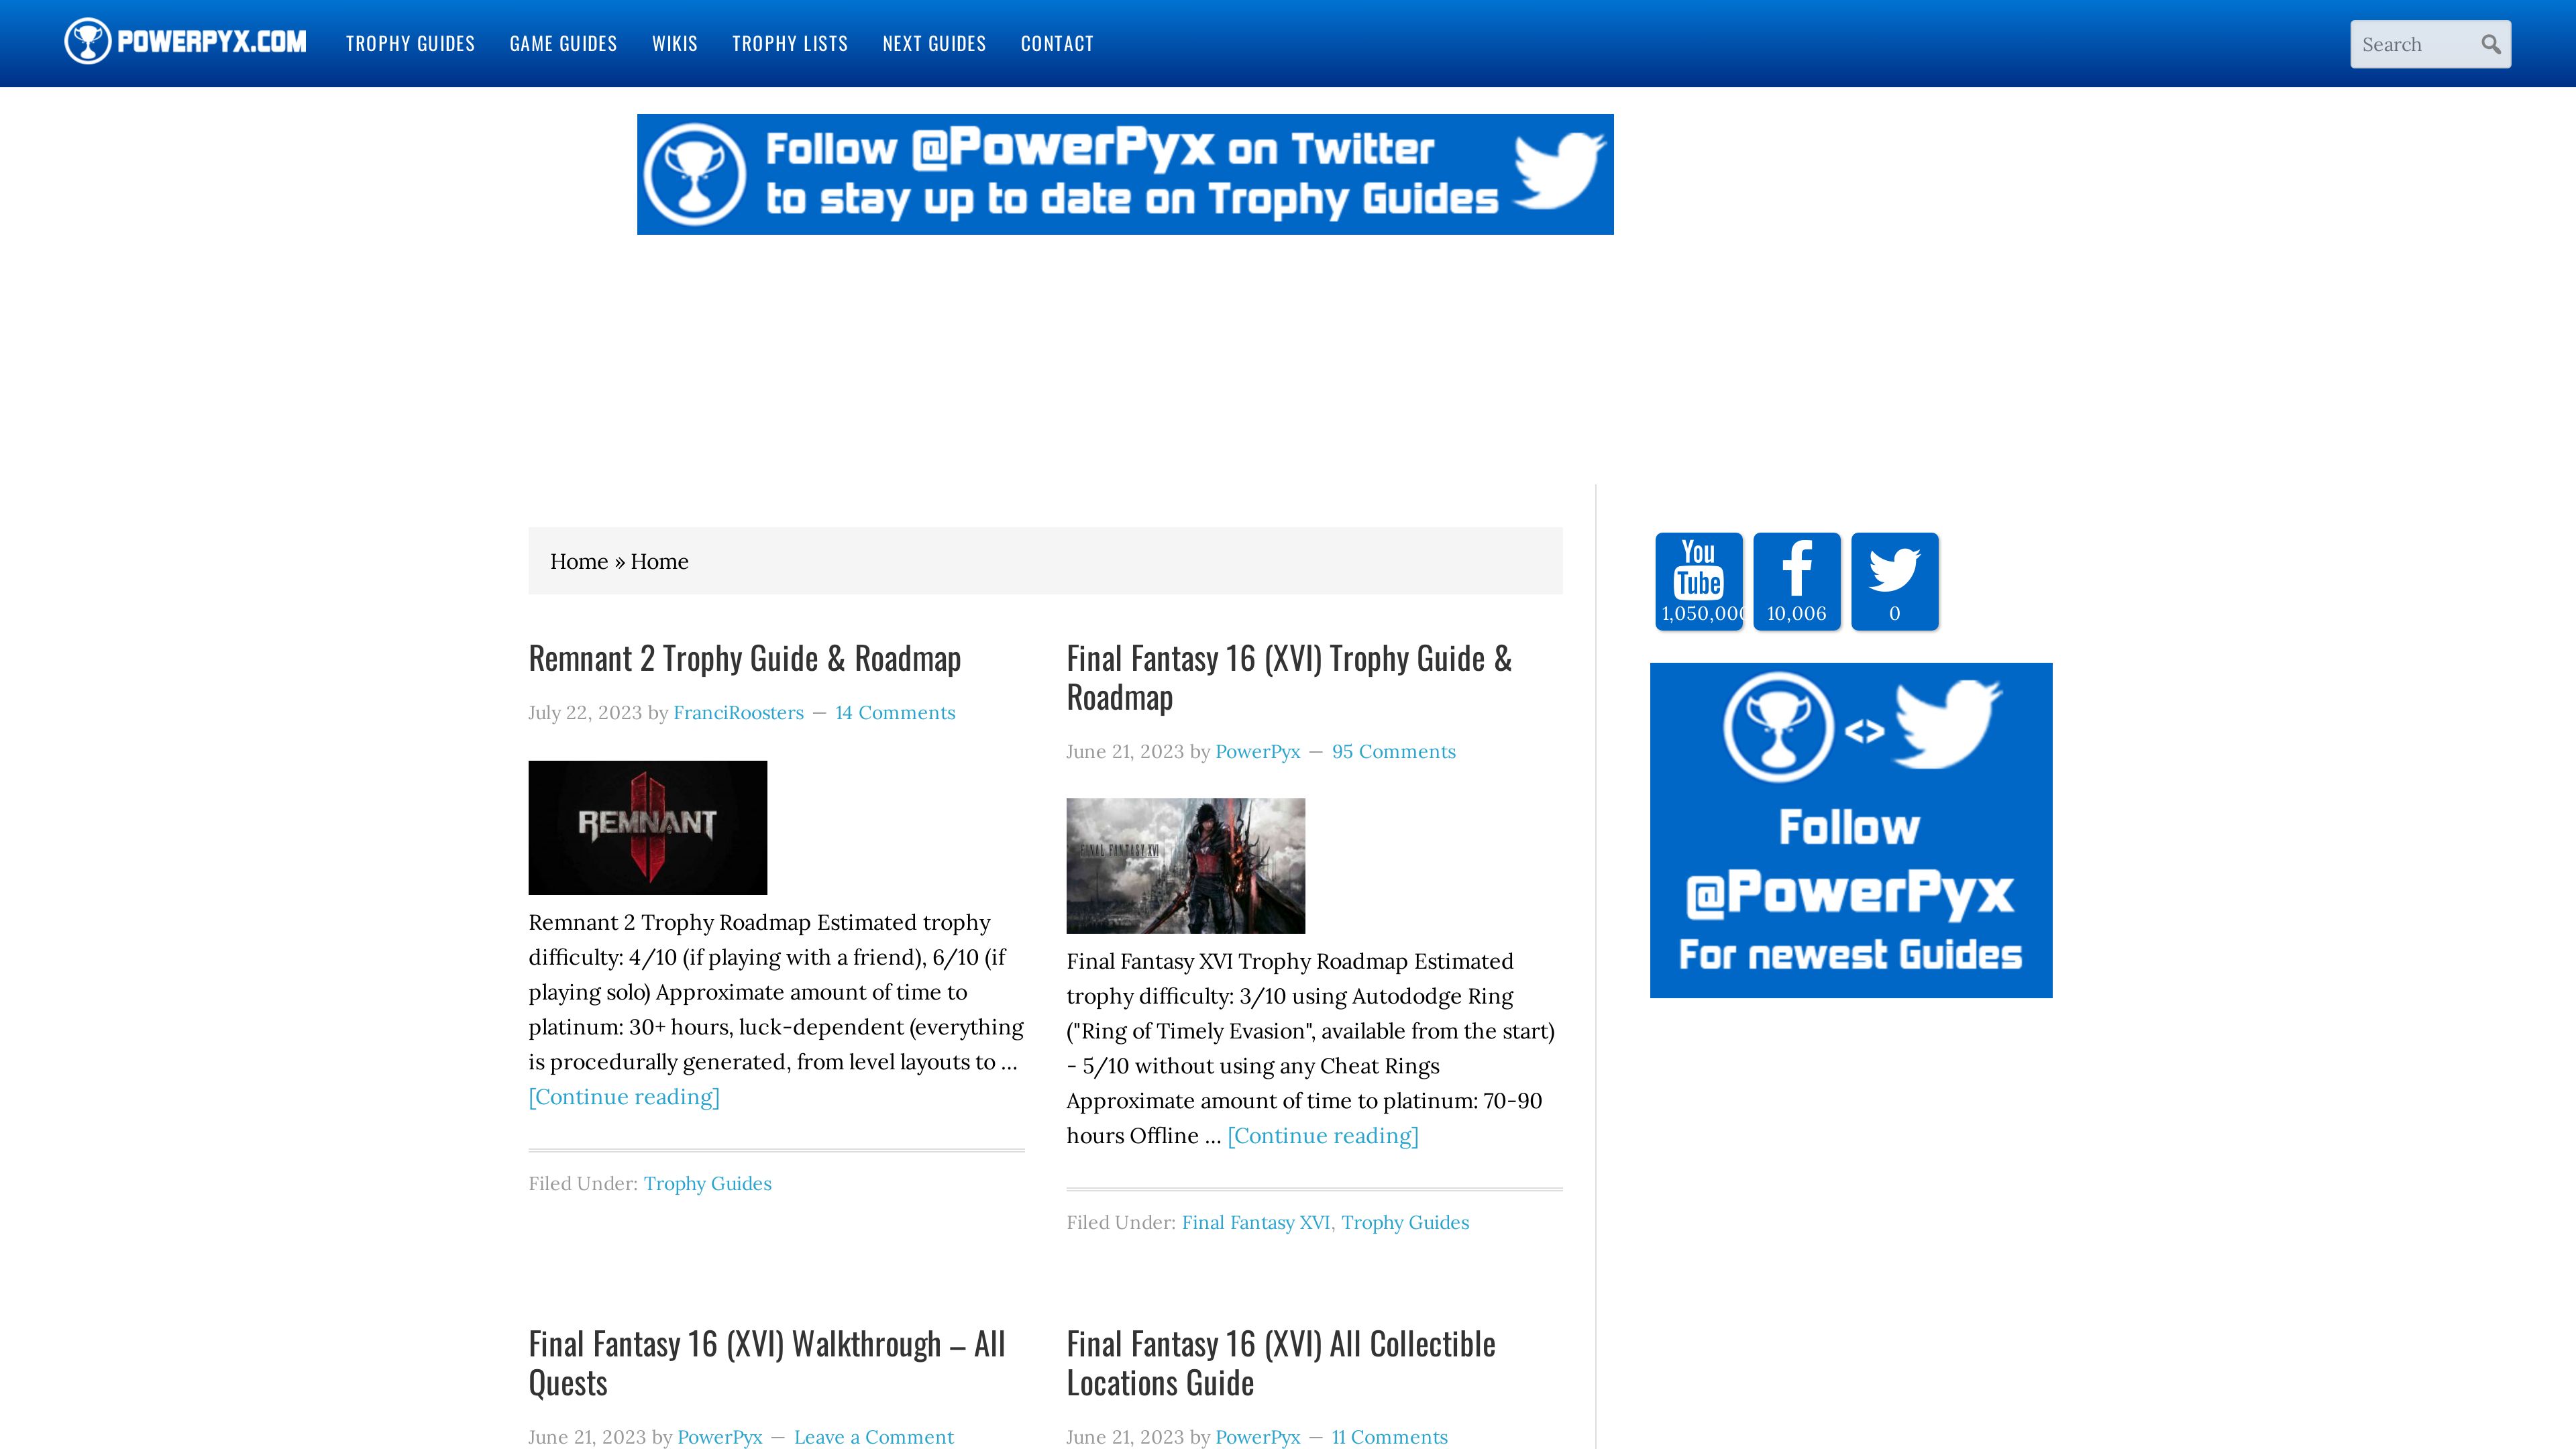 POWERPYX.COM TROPHY GUIDES GAME GUIDES WIKIS TROPHY LISTS NEXT GUIDES CONTACT Search
Follow @PowerPyx on Twitter
to stay up to date on Trophy Guides
Home » Home
Remnant 2 Trophy Guide & Roadmap
July 22, 2023 by FranciRoosters — 14 Comments
REMNANT
Remnant 2 Trophy Roadmap Estimated trophy
difficulty: 4/10 (if playing with a friend), 6/10 (if
playing solo) Approximate amount of time to
platinum: 30+ hours, luck-dependent (everything
is procedurally generated, from level layouts to ...
[Continue reading]
Filed Under: Trophy Guides
Final Fantasy 16 (XVI) Trophy Guide &
Roadmap
June 21, 2023 by PowerPyx — 95 Comments
FINAL FANTASY XVI
Final Fantasy XVI Trophy Roadmap Estimated
trophy difficulty: 3/10 using Autododge Ring
("Ring of Timely Evasion", available from the start)
- 5/10 without using any Cheat Rings
Approximate amount of time to platinum: 70-90
hours Offline ... [Continue reading]
Filed Under: Final Fantasy XVI, Trophy Guides
Final Fantasy 16 (XVI) Walkthrough – All
Quests
June 21, 2023 by PowerPyx — Leave a Comment
Final Fantasy 16 (XVI) All Collectible
Locations Guide
June 21, 2023 by PowerPyx — 11 Comments
You
Tube
1,050,000 10,006 0
<>
Follow
@PowerPyx
For newest Guides